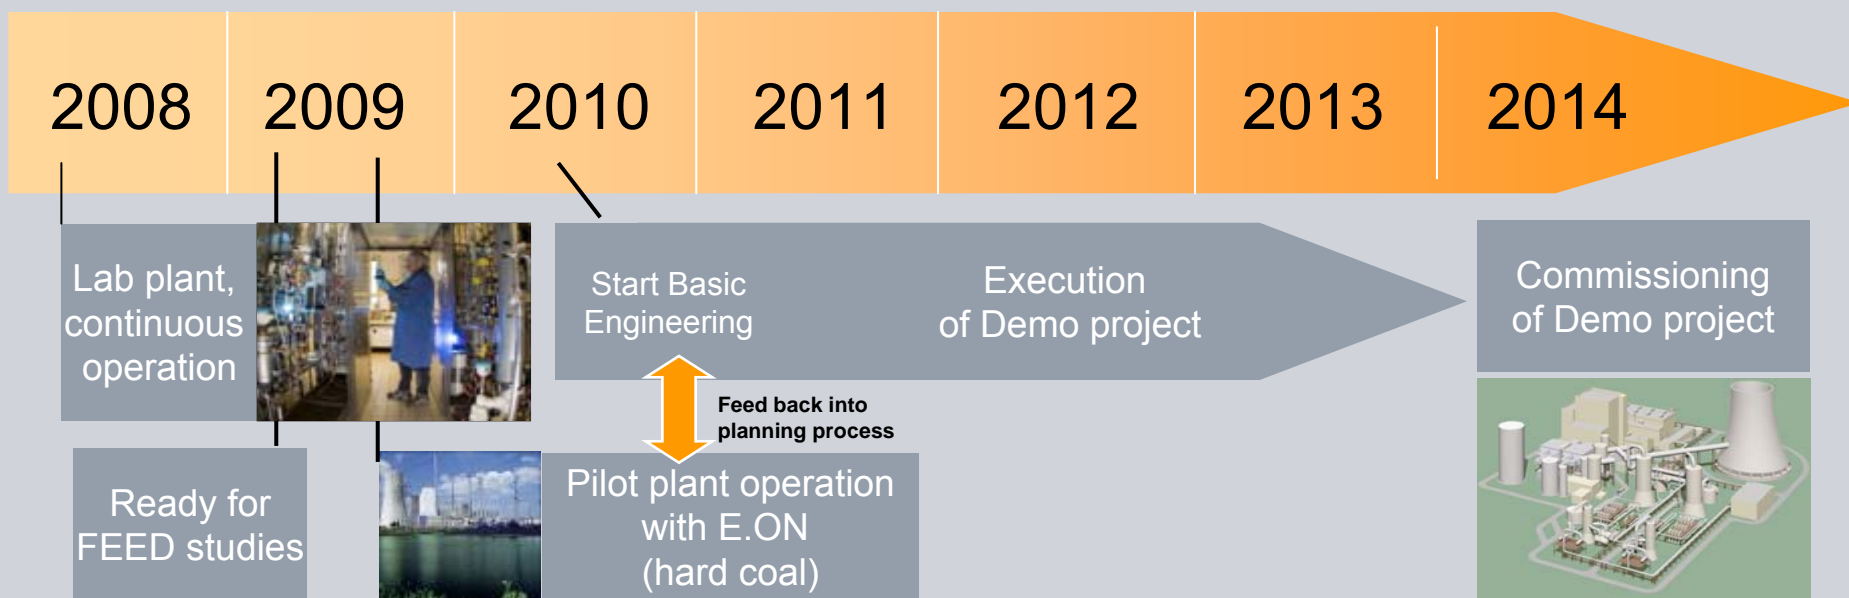 2008 2009 2010 2011 2012 2013 2014
Lab plant,
continuous
operation
Start Basic
Engineering
Execution
of Demo project
Commissioning
of Demo project
Feed back into
planning process
Ready for
FEED studies
Pilot plant operation
with E.ON
(hard coal)